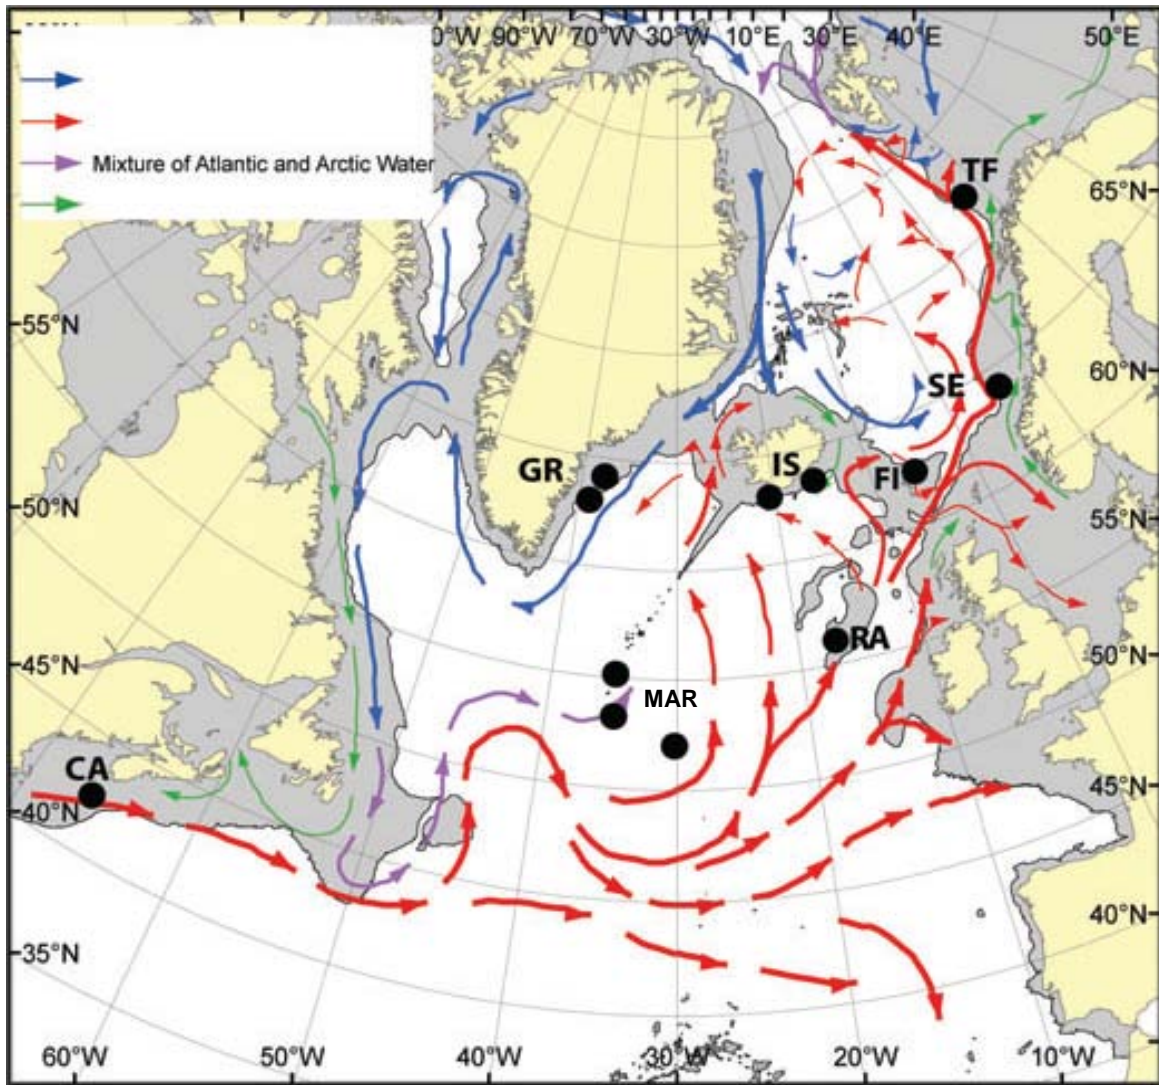 0°W 90°W 70°W 30°W 10°E 30°E 40°E 50°E
Mixture of Atlantic and Arctic Water
TF
65°N
55°N
60°N
SE
GR
IS
FI
50°N
55°N
RA
50°N
45°N
MAR
CA
45°N
40°N
40°N
35°N
60°W 50°W 40°W 30°W 20°W 10°W